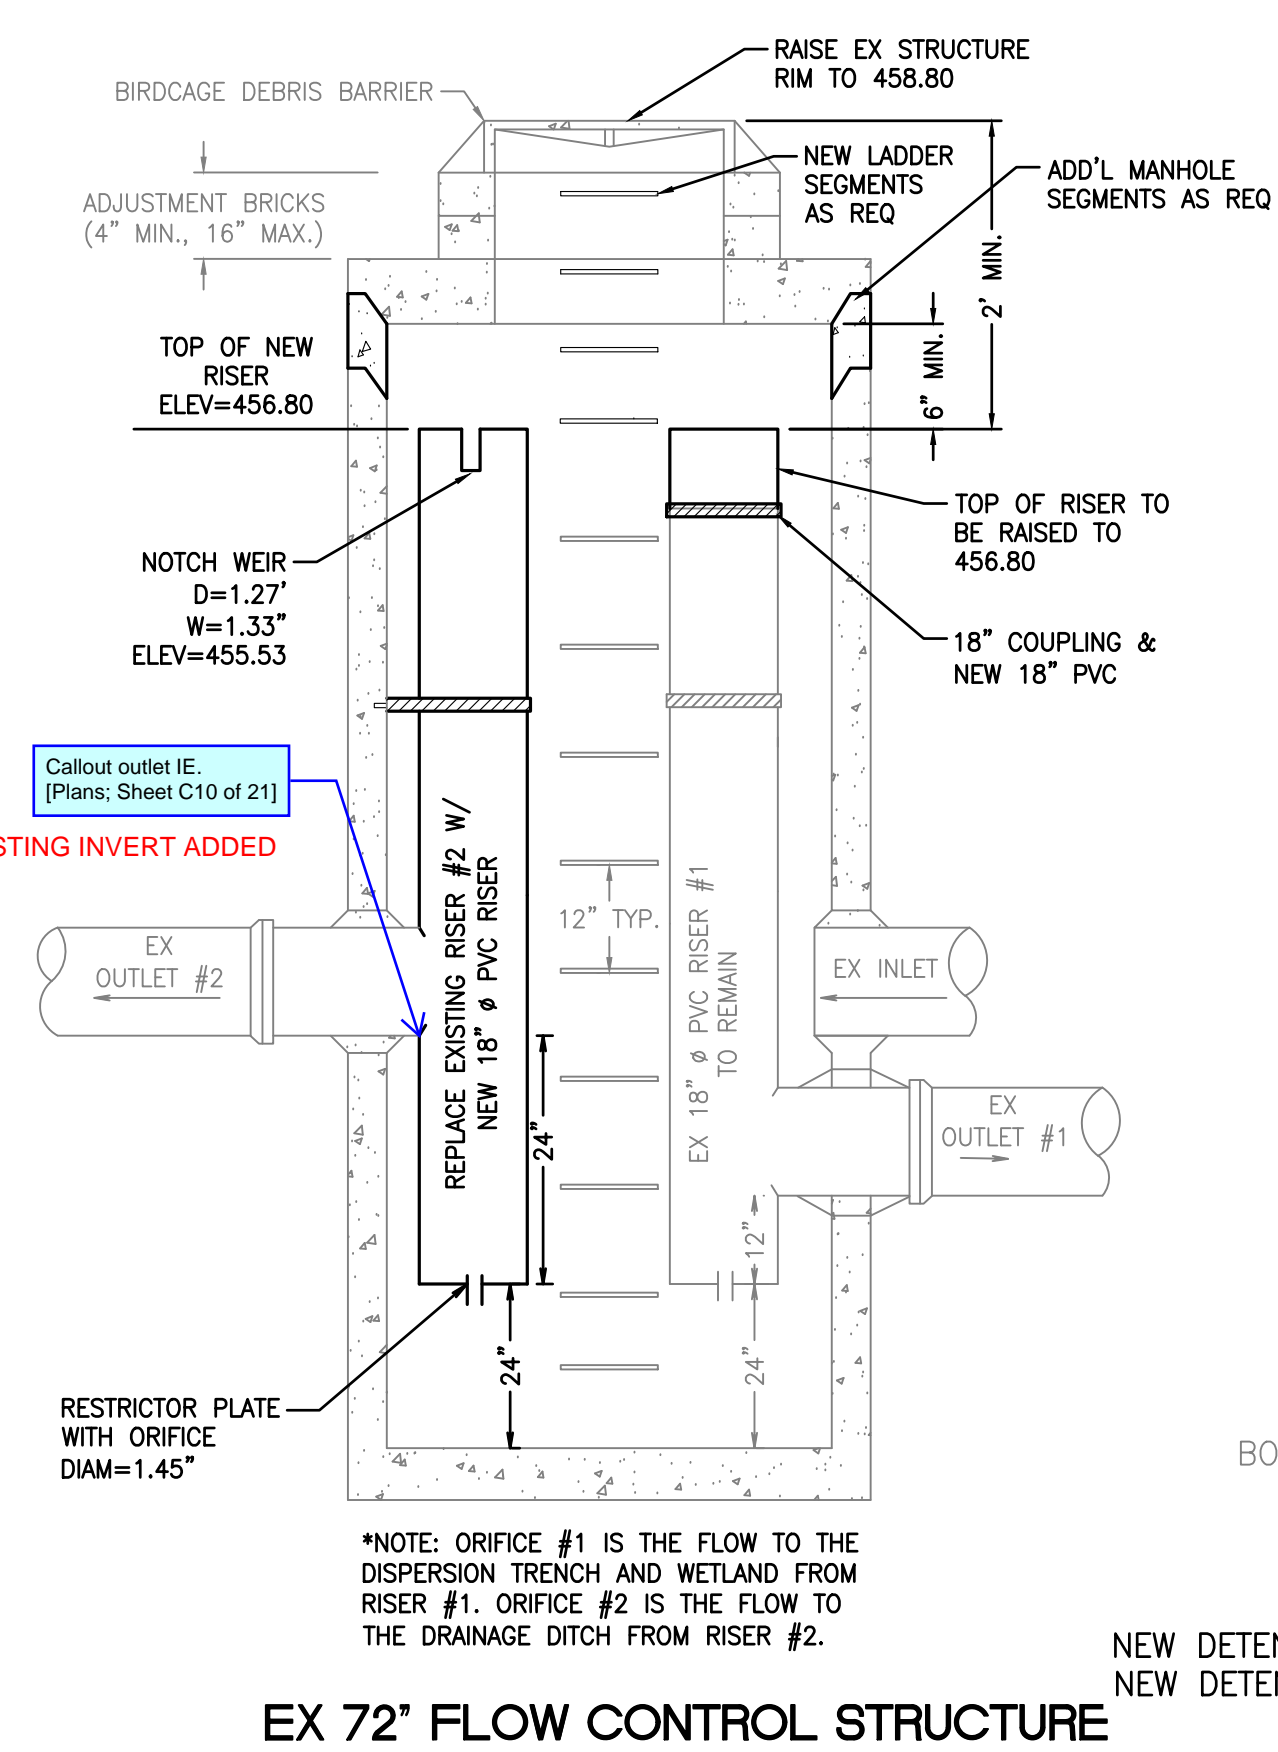 RAISE EX STRUCTURE
RIM TO 458.80
BIRDCAGE DEBRIS BARRIER
NEW LADDER
SEGMENTS
AS REQ
ADD'L MANHOLE
SEGMENTS AS REQ
ADJUSTMENT BRICKS
(4" MIN., 16" MAX.)
2' MIN.
6" MIN.
TOP OF NEW
RISER
ELEV=456.80
TOP OF RISER TO
BE RAISED TO
456.80
NOTCH WEIR
D=1.27'
W=1.33"
ELEV=455.53
18" COUPLING &
NEW 18" PVC
Callout outlet IE.
[Plans; Sheet C10 of 21]
STING INVERT ADDED
REPLACE EXISTING RISER #2 W/
NEW 18" ø PVC RISER
12" TYP.
EX 18" ø PVC RISER #1
TO REMAIN
EX
OUTLET #2
EX INLET
EX
OUTLET #1
24"
12"
24"
24"
RESTRICTOR PLATE
WITH ORIFICE
DIAM=1.45"
BO
*NOTE: ORIFICE #1 IS THE FLOW TO THE
DISPERSION TRENCH AND WETLAND FROM
RISER #1. ORIFICE #2 IS THE FLOW TO
THE DRAINAGE DITCH FROM RISER #2.
NEW DETE
NEW DETE
EX 72" FLOW CONTROL STRUCTURE